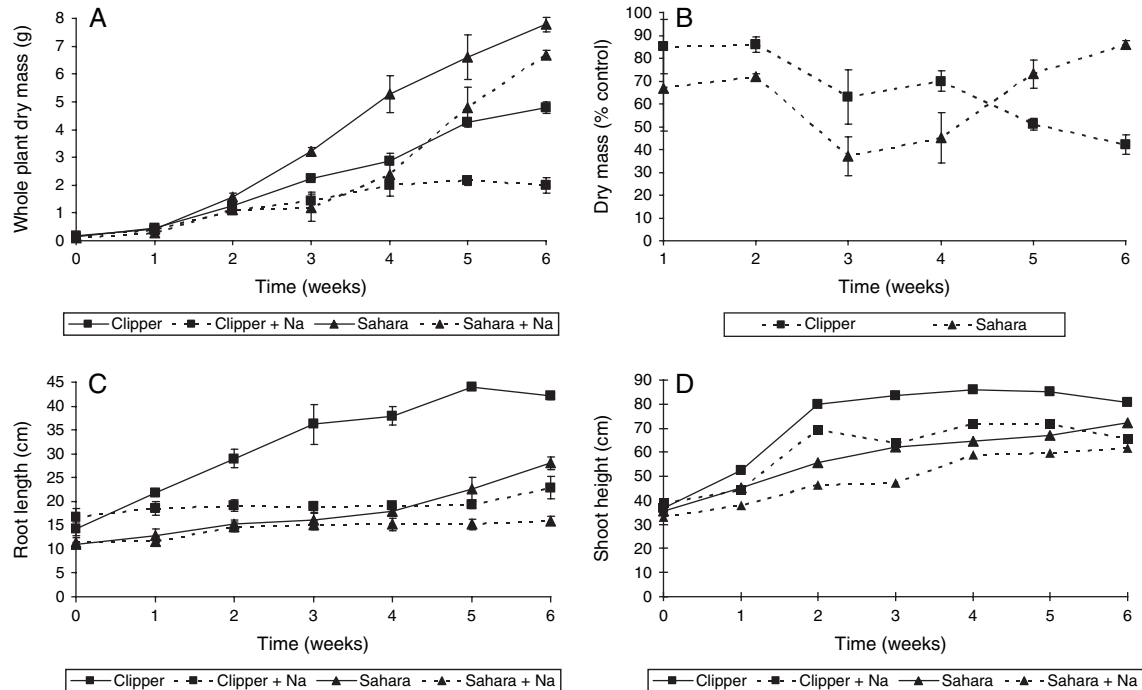 A
Whole plant dry mass (g)
8
7
6
5
4
3
2
1
0
0 1 2 3 4 5 6
Time (weeks)
Clipper Clipper + Na Sahara Sahara + Na
B
Dry mass (% control)
100
90
80
70
60
50
40
30
20
10
0
1 2 3 4 5 6
Time (weeks)
Clipper Sahara
C
Root length (cm)
45
40
35
30
25
20
15
10
5
0
0 1 2 3 4 5 6
Time (weeks)
Clipper Clipper + Na Sahara Sahara + Na
D
Shoot height (cm)
90
80
70
60
50
40
30
20
10
0
0 1 2 3 4 5 6
Time (weeks)
Clipper Clipper + Na Sahara Sahara + Na